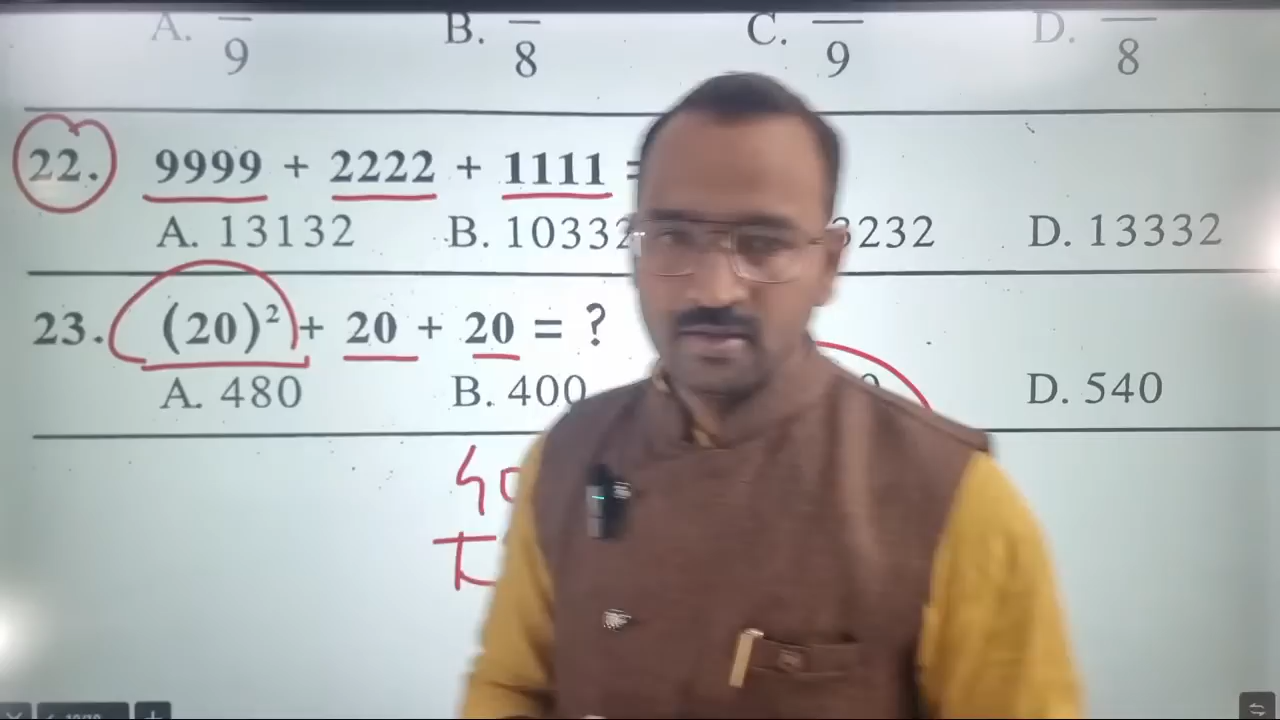 A. 9 B. 8 C. 9 D. 8
22. 9999 + 2222 + 1111 =
A. 13132 B. 10332 3232 D. 13332
23. (20)² + 20 + 20 = ?
A. 480 B. 400 D. 540